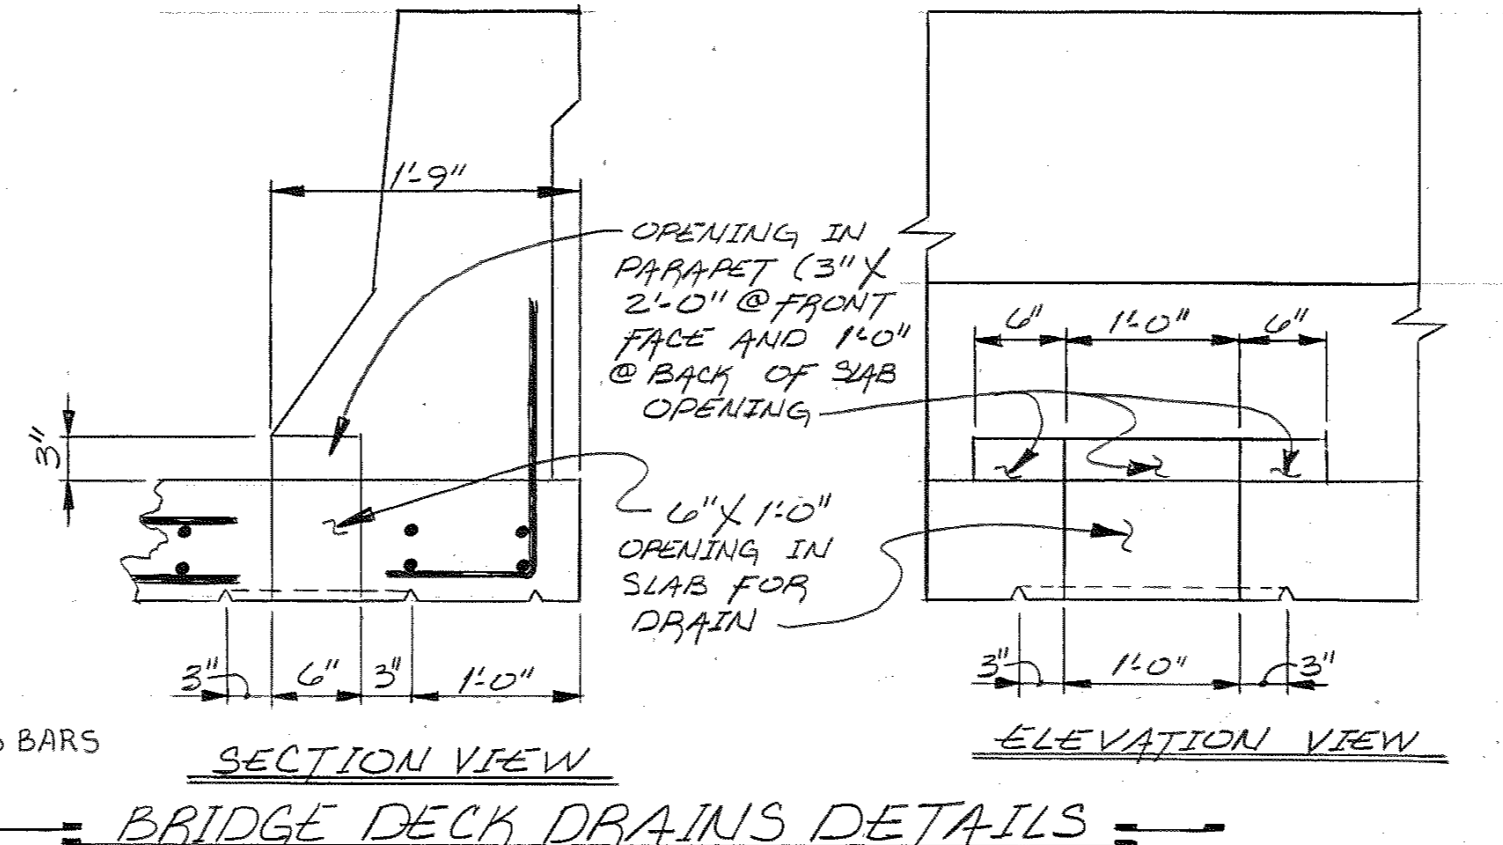 1'-9"
OPENING IN
PARAPET (3" X
2'-0" @ FRONT
FACE AND 1'-0"
@ BACK OF SLAB
OPENING
6" 1'-0" 6"
3"
6" X 1'-0"
OPENING IN
SLAB FOR
DRAIN
3" 6" 3" 1'-0"
3" 1'-0" 3"
BARS
SECTION VIEW
ELEVATION VIEW
BRIDGE DECK DRAINS DETAILS